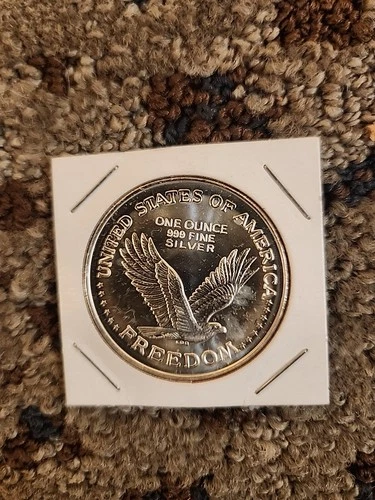 UNITED STATES OF AMERICA
ONE OUNCE
999 FINE
SILVER
FREEDOM